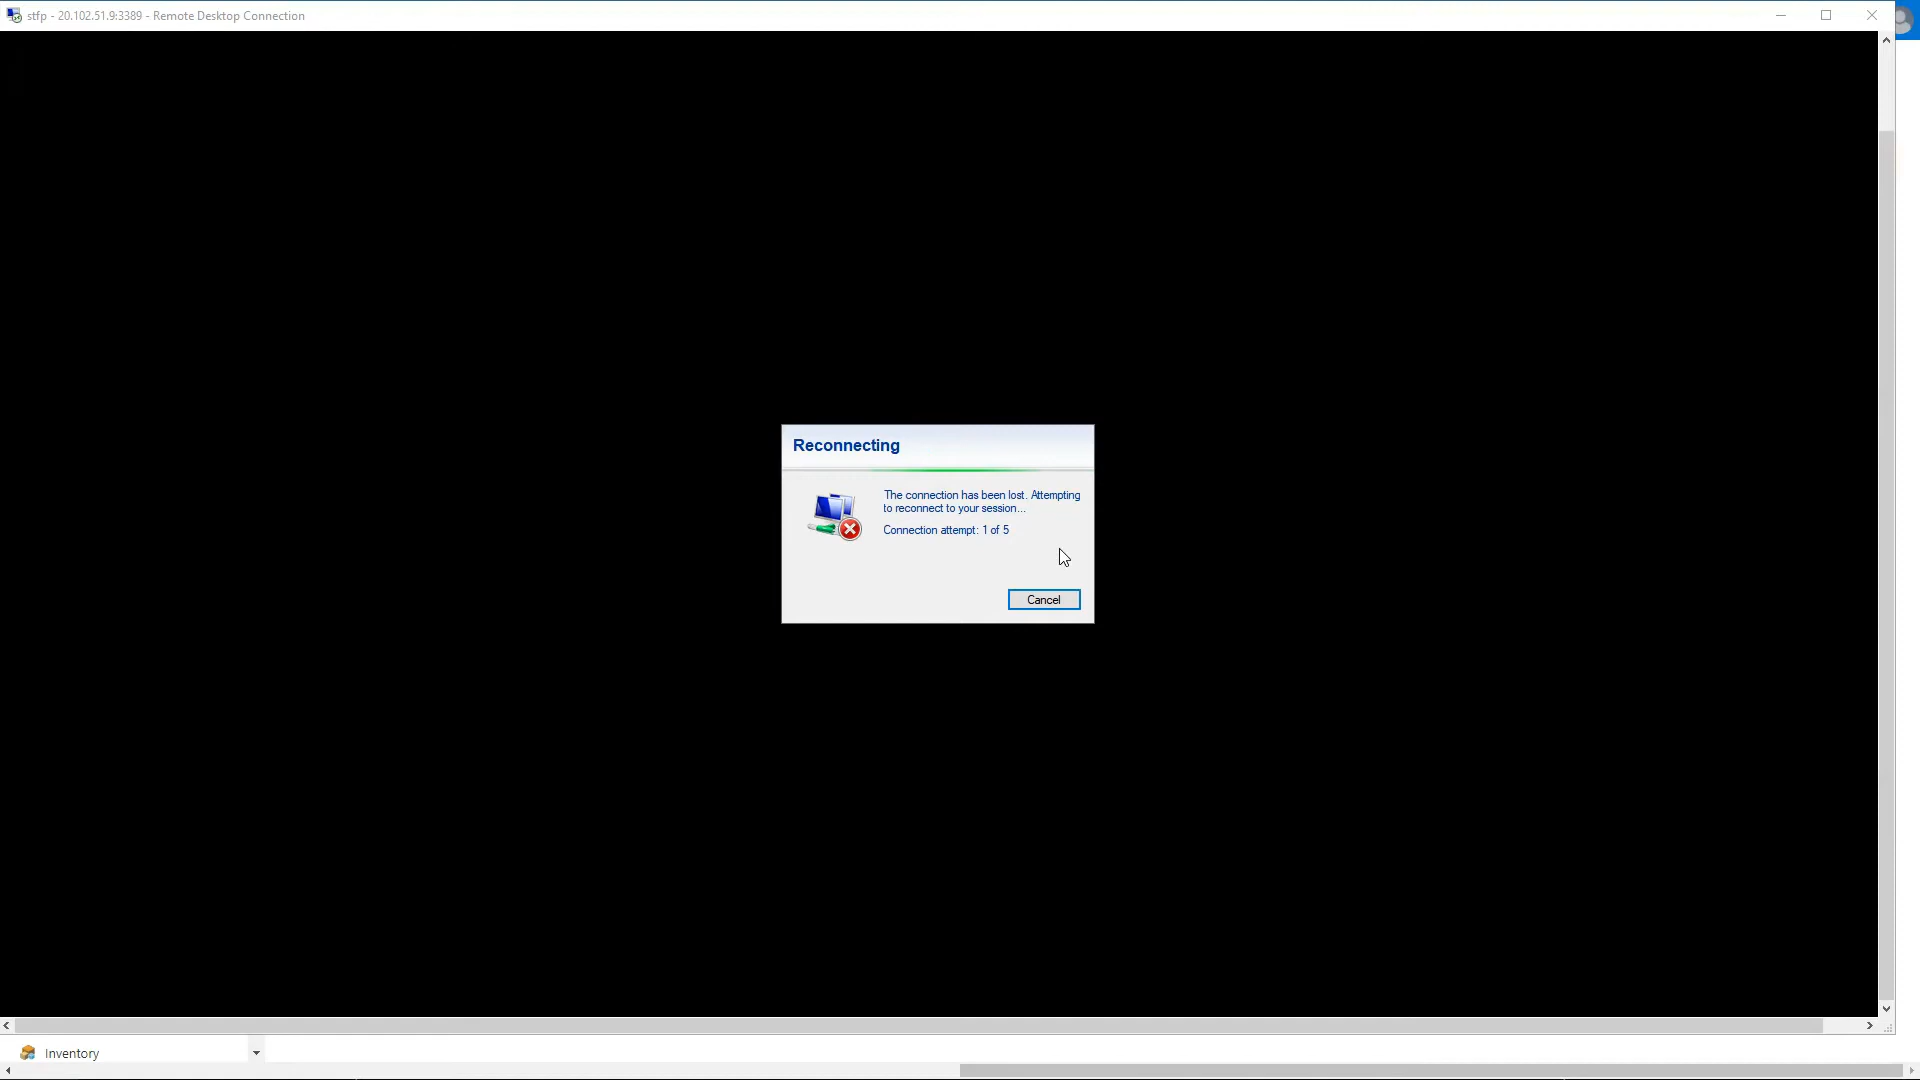 stfp - 20.102.51.9:3389 - Remote Desktop Connection
Reconnecting
The connection has been lost. Attempting
to reconnect to your session...
Connection attempt: 1 of 5
Cancel
Inventory